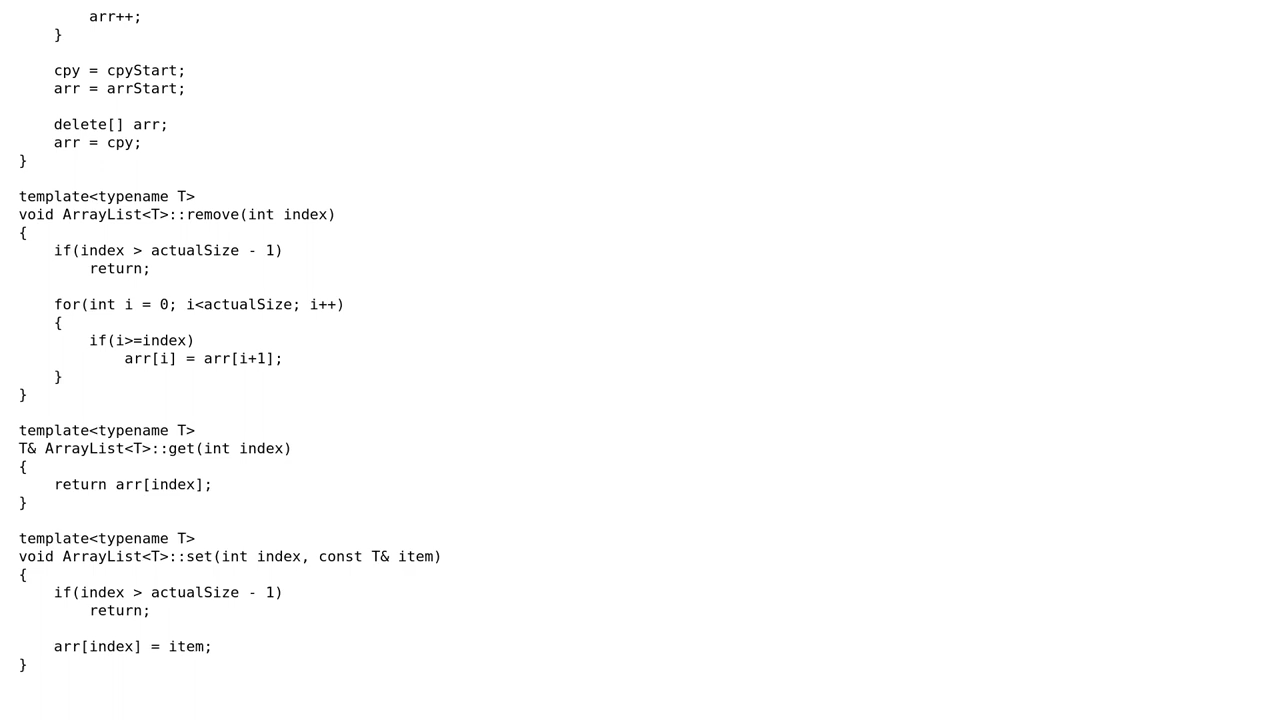 arr++;
    }

    cpy = cpyStart;
    arr = arrStart;

    delete[] arr;
    arr = cpy;
}

template<typename T>
void ArrayList<T>::remove(int index)
{
    if(index > actualSize - 1)
        return;

    for(int i = 0; i<actualSize; i++)
    {
        if(i>=index)
            arr[i] = arr[i+1];
    }
}

template<typename T>
T& ArrayList<T>::get(int index)
{
    return arr[index];
}

template<typename T>
void ArrayList<T>::set(int index, const T& item)
{
    if(index > actualSize - 1)
        return;

    arr[index] = item;
}